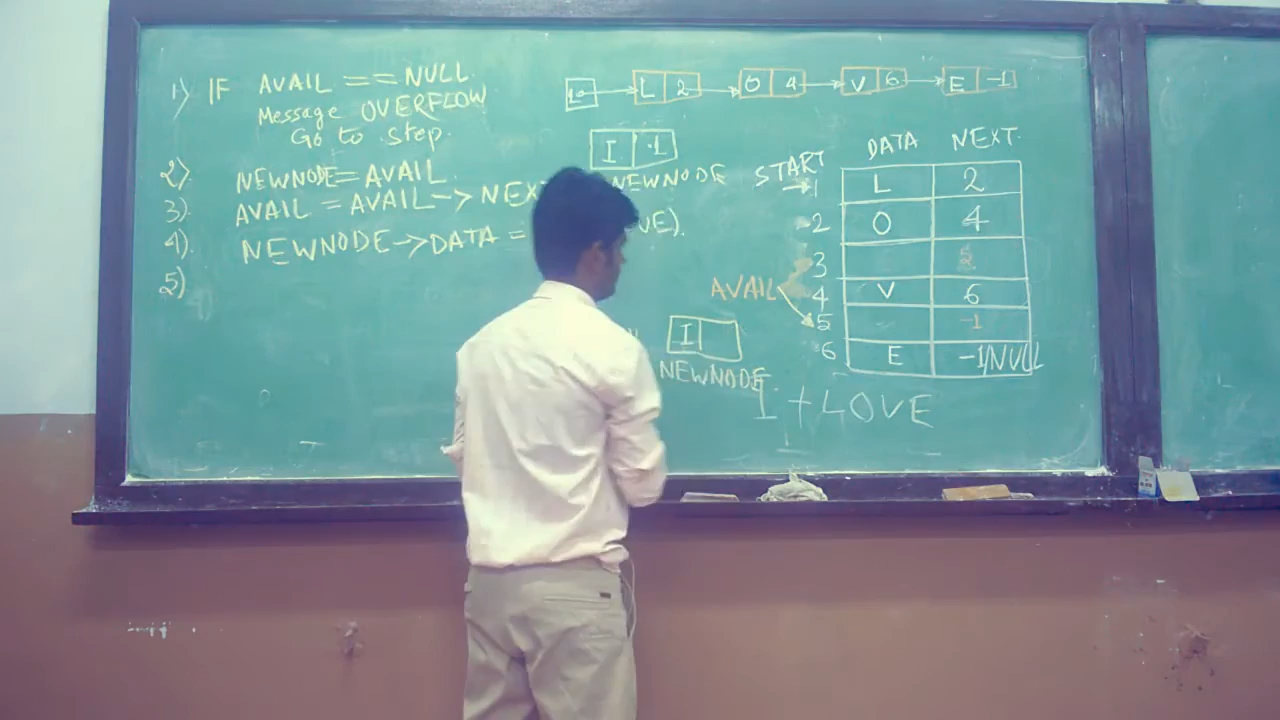 1) IF AVAIL == NULL
Message OVERFLOW
Go to step.
2) NEWNODE = AVAIL
3) AVAIL = AVAIL -> NEX
4) NEWNODE -> DATA =
5)
1 L 2 O 4 V 6 E -1
I 1
NEWNODE
VE).
I
NEWNODE
START
AVAIL
DATA NEXT
1 L 2
2 O 4
3
4 V 6
5 -1
6 E -1/NULL
I + LOVE